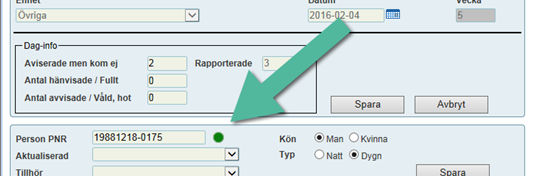 Enhet Datum Vecka
Övriga 2016-02-04 5
Dag-info
Aviserade men kom ej 2 Rapporterade 3
Antal hänvisade / Fullt 0
Antal avvisade / Våld, hot 0
Spara Avbryt
Person PNR 19881218-0175 Kön Man Kvinna
Aktualiserad Typ Natt Dygn
Tillhör Spara